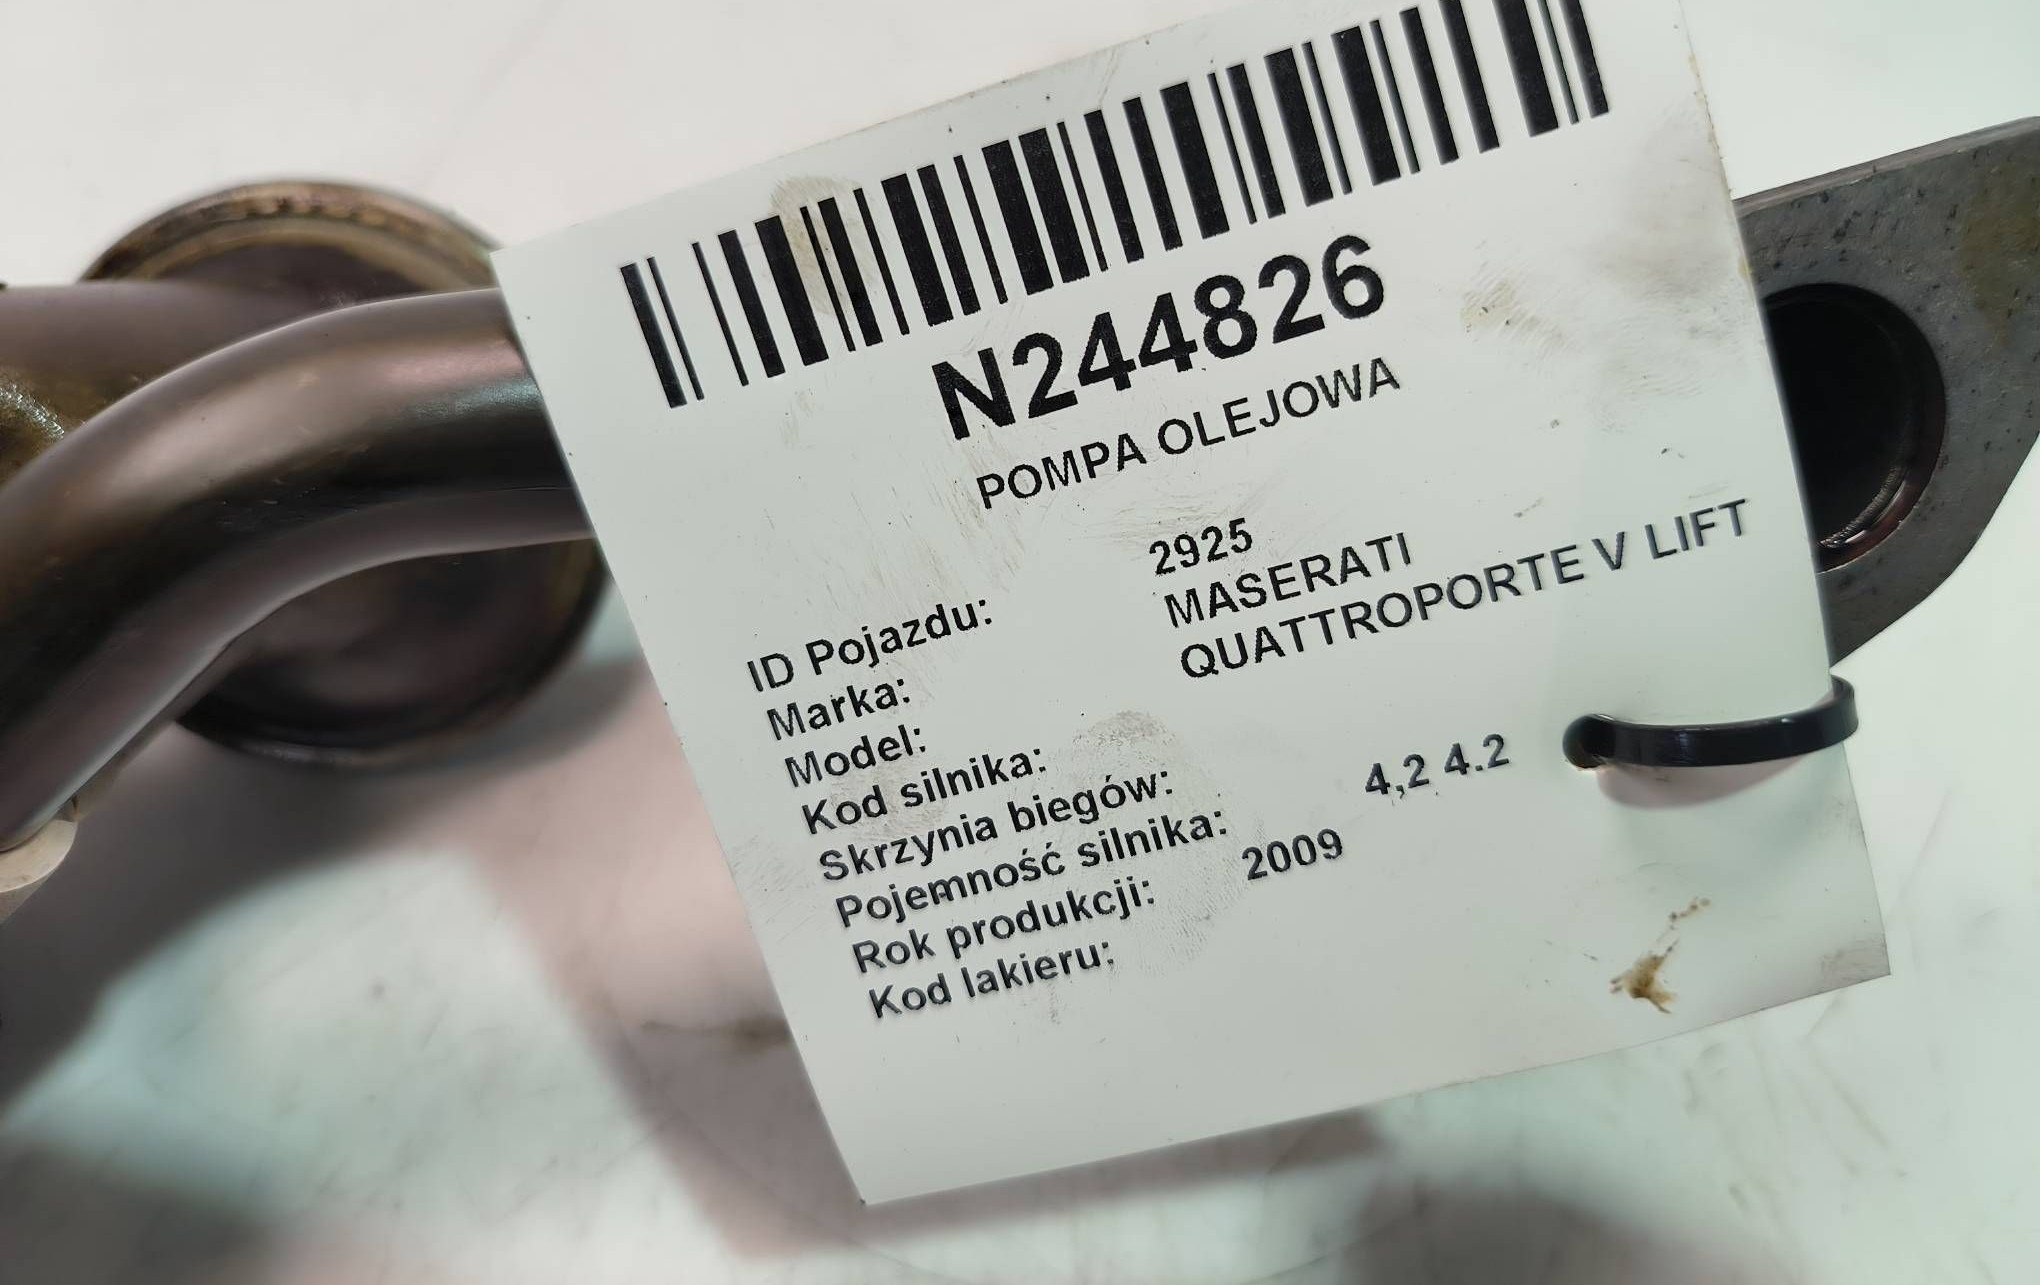 N244826
POMPA OLEJOWA
ID Pojazdu: 2925
Marka: MASERATI
Model: QUATTROPORTE V LIFT
Kod silnika:
Skrzynia biegów:
Pojemność silnika: 4,2 4.2
Rok produkcji: 2009
Kod lakieru: